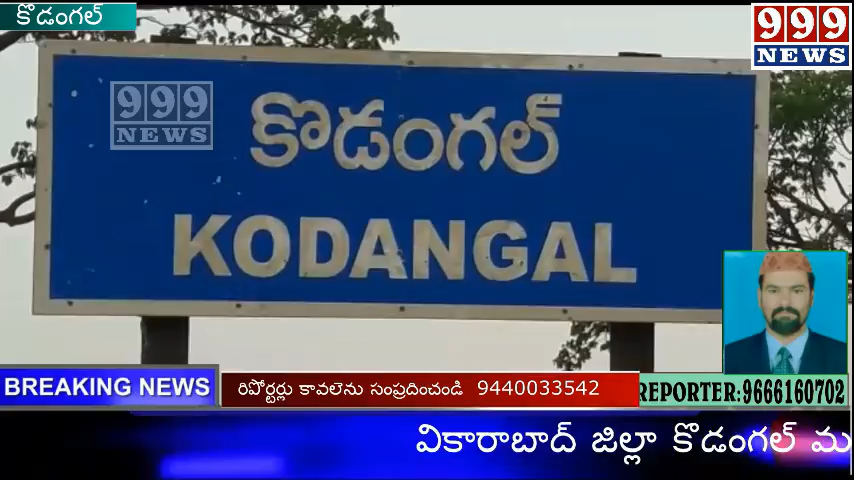 కొడంగల్
999
NEWS
999
NEWS
కొడంగల్
KODANGAL
BREAKING NEWS
రిపోర్టర్లు కావలెను సంప్రదించండి 9440033542
REPORTER:9666160702
వికారాబాద్ జిల్లా కొడంగల్ మ